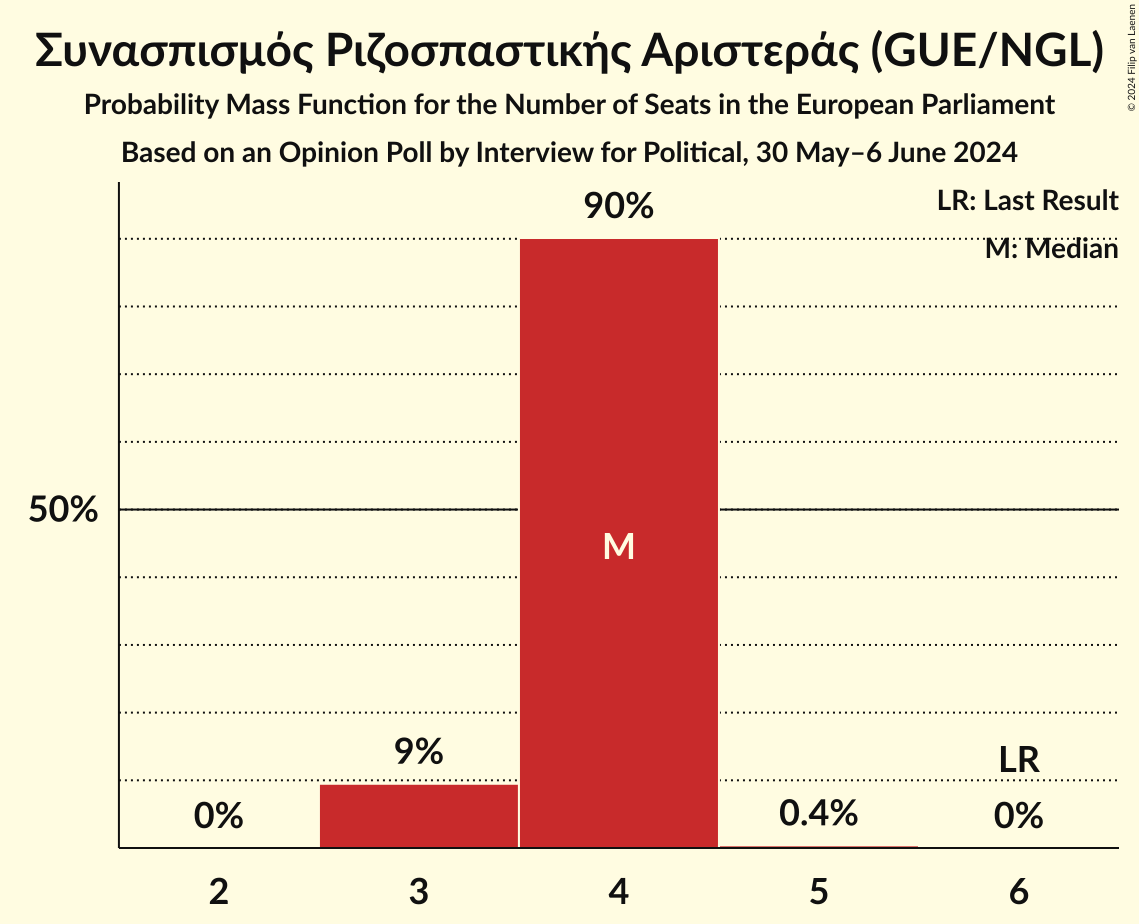 Συνασπισμός Ριζοσπαστικής Αριστεράς (GUE/NGL)
Probability Mass Function for the Number of Seats in the European Parliament
Based on an Opinion Poll by Interview for Political, 30 May–6 June 2024
© 2024 Filip van Laenen
LR: Last Result
M: Median
90%
50%
M
9%
LR
0%
0.4%
0%
2 3 4 5 6